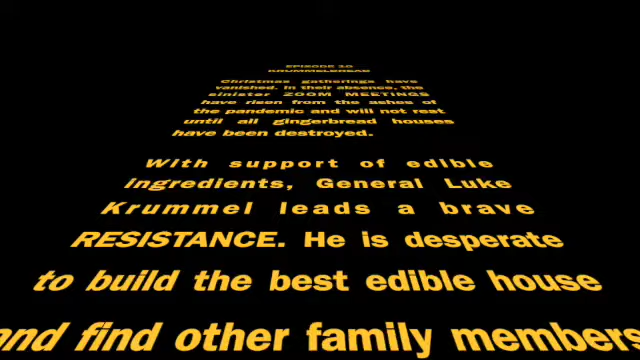 EPISODE 10
KRUMMELHEAD
Christmas gatherings have
vanished. In their absence, the
sinister ZOOM MEETINGS
have risen from the ashes of
the pandemic and will not rest
until all gingerbread houses
have been destroyed.
With support of edible
ingredients, General Luke
Krummel leads a brave
RESISTANCE. He is desperate
to build the best edible house
and find other family members